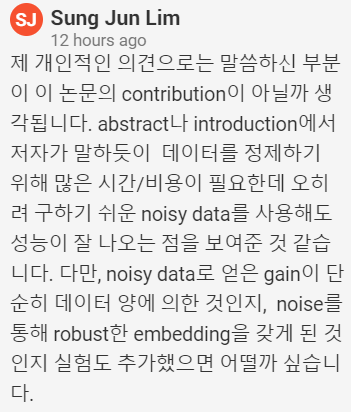 SJ Sung Jun Lim
12 hours ago
제 개인적인 의견으로는 말씀하신 부분
이 이 논문의 contribution이 아닐까 생
각됩니다. abstract나 introduction에서
저자가 말하듯이 데이터를 정제하기
위해 많은 시간/비용이 필요한데 오히
려 구하기 쉬운 noisy data를 사용해도
성능이 잘 나오는 점을 보여준 것 같습
니다. 다만, noisy data로 얻은 gain이 단
순히 데이터 양에 의한 것인지, noise를
통해 robust한 embedding을 갖게 된 것
인지 실험도 추가했으면 어떨까 싶습니
다.